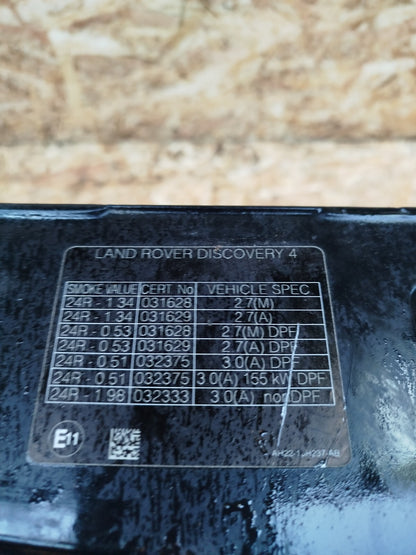 LAND ROVER DISCOVERY 4
SMOKE VALUE CERT No VEHICLE SPEC
24R - 1.34 031628 2.7(M)
24R - 1.34 031629 2.7(A)
24R - 0.53 031628 2.7(M) DPF
24R - 0.53 031629 2.7(A) DPF
24R - 0.51 032375 3.0(A) DPF
24R - 0.51 032375 3.0(A) 155 kW DPF
24R - 1.98 032333 3.0(A) non DPF
E11